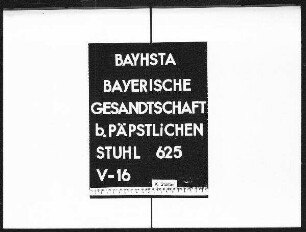 BAYHSTA
BAYERISCHE
GESANDTSCHAFT
b. PÄPSTLiCHEN
STUHL 625
V-16